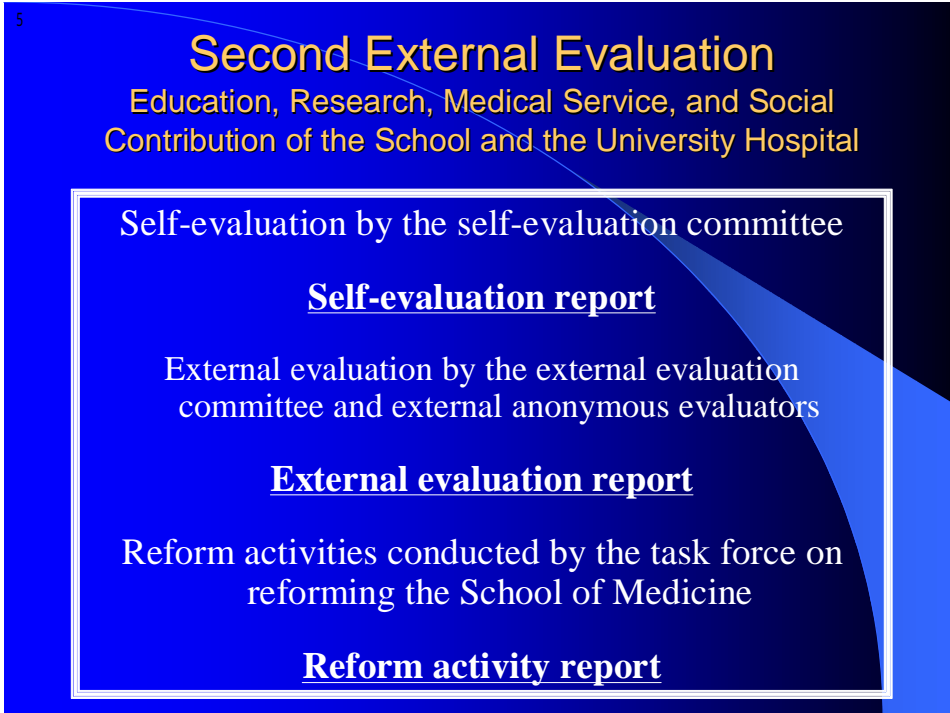 5
Second External Evaluation
Education, Research, Medical Service, and Social
Contribution of the School and the University Hospital
Self-evaluation by the self-evaluation committee
Self-evaluation report
External evaluation by the external evaluation
committee and external anonymous evaluators
External evaluation report
Reform activities conducted by the task force on
reforming the School of Medicine
Reform activity report